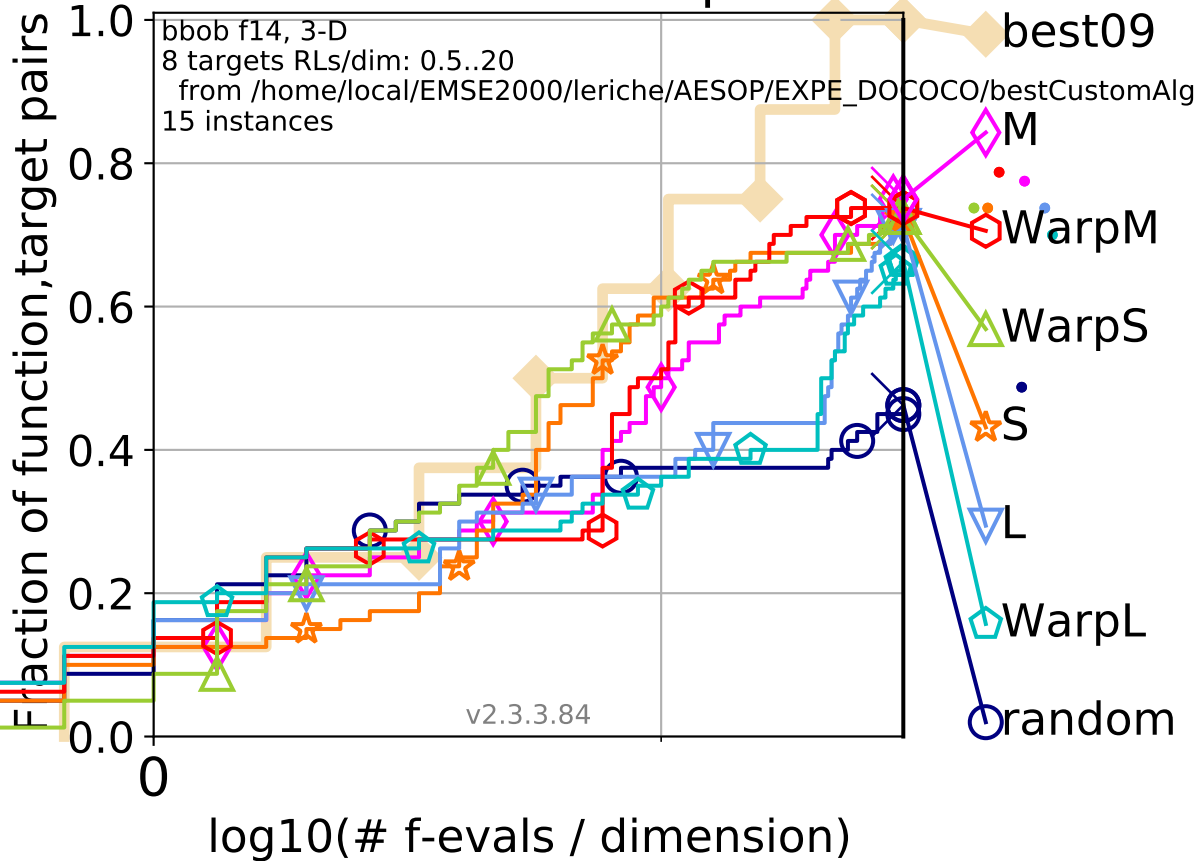 1.0
0.8
0.6
0.4
0.2
0.0
Fraction of function,target pairs
bbob f14, 3-D
8 targets RLs/dim: 0.5..20
from /home/local/EMSE2000/leriche/AESOP/EXPE_DOCOCO/bestCustomAlg
15 instances
best09
M
WarpM
WarpS
S
L
WarpL
random
v2.3.3.84
0
log10(# f-evals / dimension)